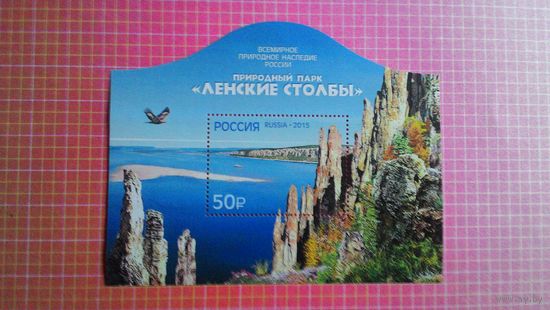 ВСЕМИРНОЕ
ПРИРОДНОЕ НАСЛЕДИЕ
РОССИИ
ПРИРОДНЫЙ ПАРК
«ЛЕНСКИЕ СТОЛБЫ»
РОССИЯ RUSSIA • 2015
50₽